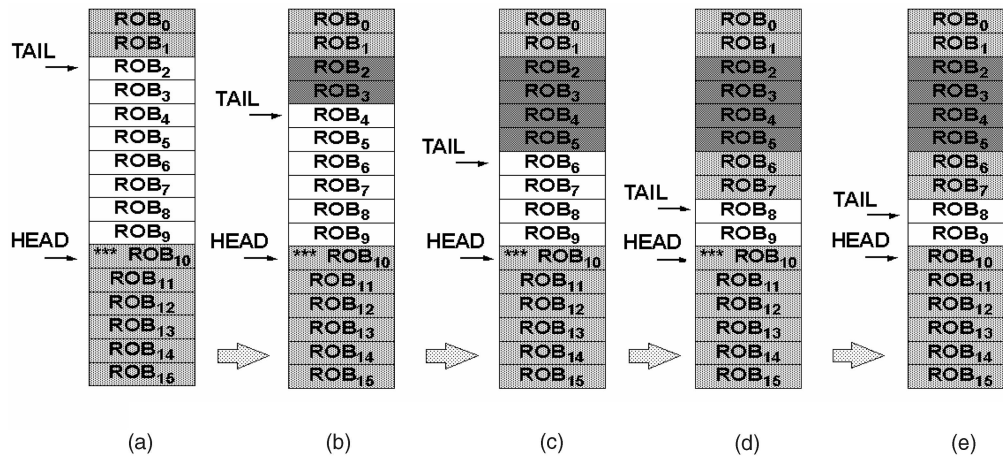 ROB0
ROB1
TAIL ROB2
ROB3
ROB4
ROB5
ROB6
ROB7
ROB8
ROB9
HEAD *** ROB10
ROB11
ROB12
ROB13
ROB14
ROB15
(a)
ROB0
ROB1
ROB2
ROB3
TAIL ROB4
ROB5
ROB6
ROB7
ROB8
ROB9
HEAD *** ROB10
ROB11
ROB12
ROB13
ROB14
ROB15
(b)
ROB0
ROB1
ROB2
ROB3
ROB4
ROB5
TAIL ROB6
ROB7
ROB8
ROB9
HEAD *** ROB10
ROB11
ROB12
ROB13
ROB14
ROB15
(c)
ROB0
ROB1
ROB2
ROB3
ROB4
ROB5
ROB6
ROB7
TAIL ROB8
ROB9
HEAD *** ROB10
ROB11
ROB12
ROB13
ROB14
ROB15
(d)
ROB0
ROB1
ROB2
ROB3
ROB4
ROB5
ROB6
ROB7
TAIL ROB8
ROB9
HEAD ROB10
ROB11
ROB12
ROB13
ROB14
ROB15
(e)